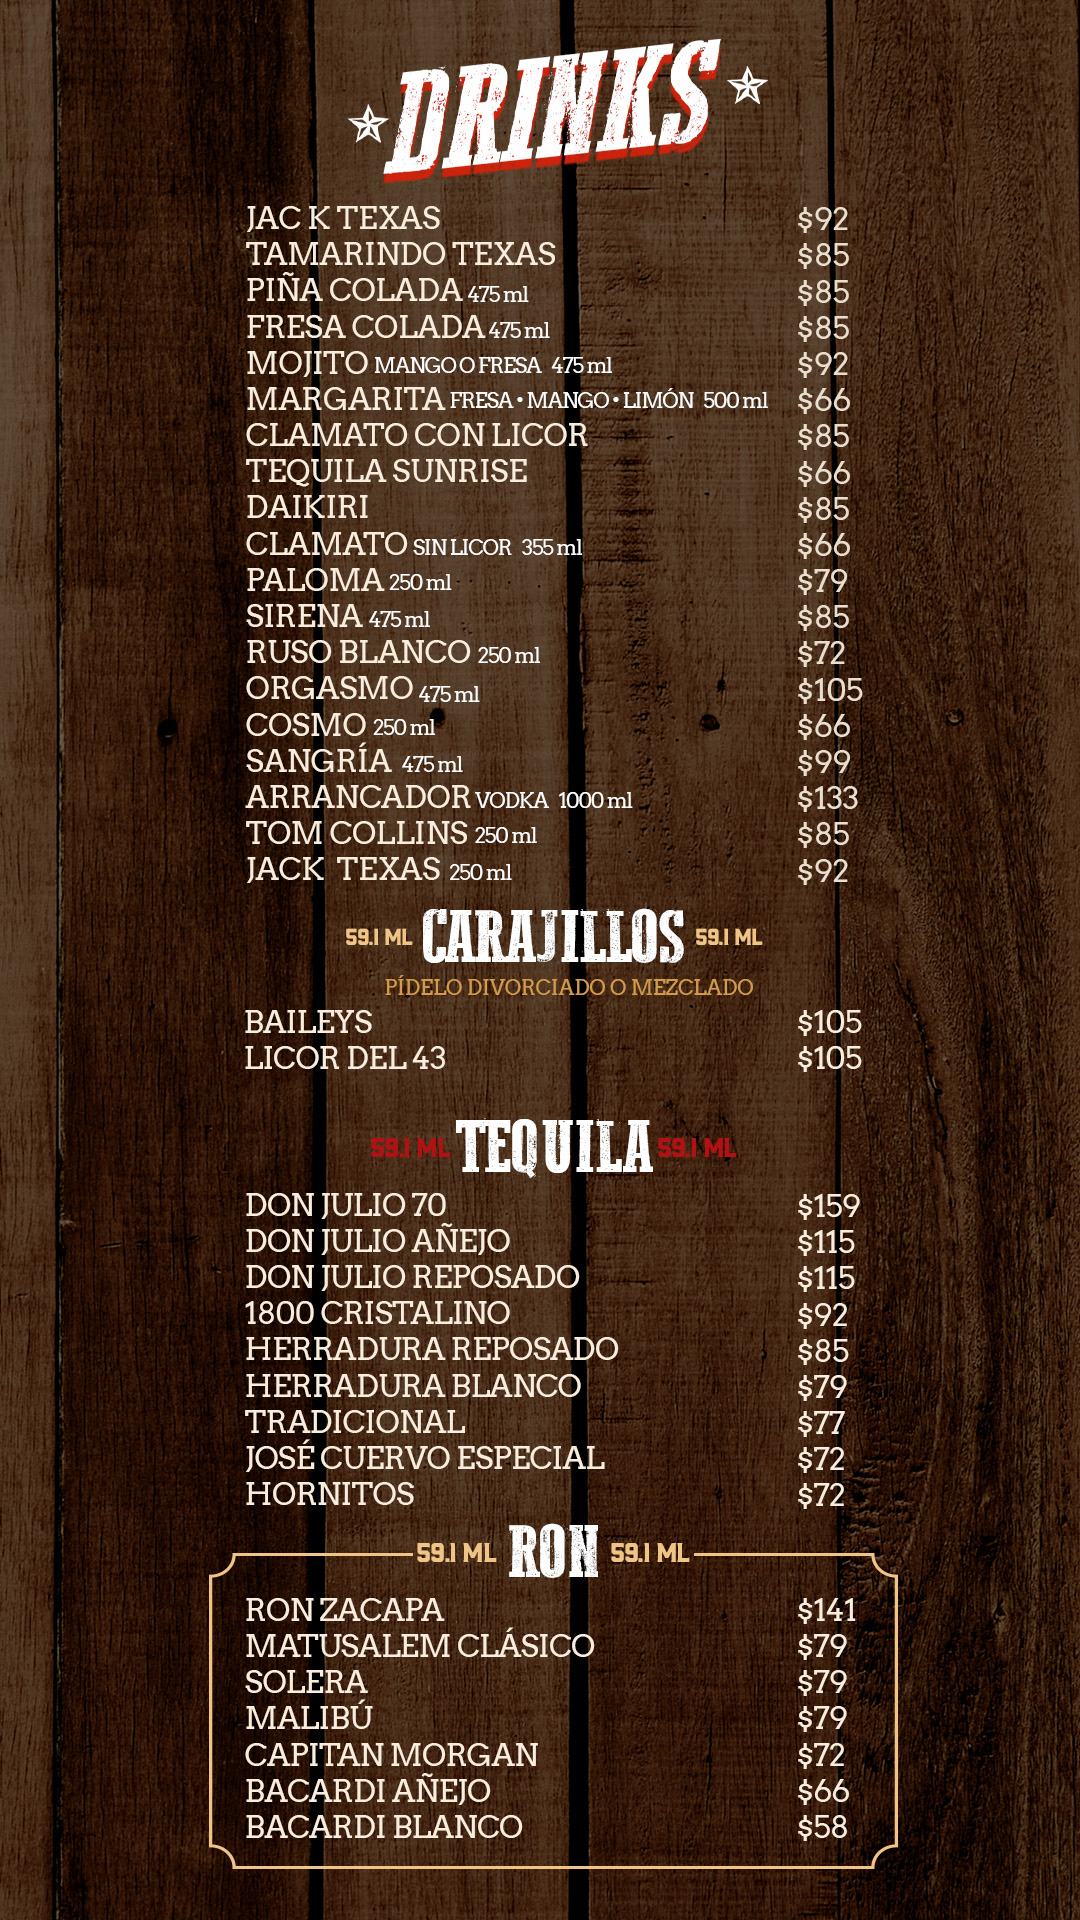 DRINKS
JAC K TEXAS $92
TAMARINDO TEXAS $85
PIÑA COLADA 475 ml $85
FRESA COLADA 475 ml $85
MOJITO MANGO O FRESA 475 ml $92
MARGARITA FRESA • MANGO • LIMÓN 500 ml $66
CLAMATO CON LICOR $85
TEQUILA SUNRISE $66
DAIKIRI $85
CLAMATO SIN LICOR 355 ml $66
PALOMA 250 ml $79
SIRENA 475 ml $85
RUSO BLANCO 250 ml $72
ORGASMO 475 ml $105
COSMO 250 ml $66
SANGRÍA 475 ml $99
ARRANCADOR VODKA 1000 ml $133
TOM COLLINS 250 ml $85
JACK TEXAS 250 ml $92
59.1 ML CARAJILLOS 59.1 ML
PÍDELO DIVORCIADO O MEZCLADO
BAILEYS $105
LICOR DEL 43 $105
59.1 ML TEQUILA 59.1 ML
DON JULIO 70 $159
DON JULIO AÑEJO $115
DON JULIO REPOSADO $115
1800 CRISTALINO $92
HERRADURA REPOSADO $85
HERRADURA BLANCO $79
TRADICIONAL $77
JOSÉ CUERVO ESPECIAL $72
HORNITOS $72
59.1 ML RON 59.1 ML
RON ZACAPA $141
MATUSALEM CLÁSICO $79
SOLERA $79
MALIBÚ $79
CAPITAN MORGAN $72
BACARDI AÑEJO $66
BACARDI BLANCO $58